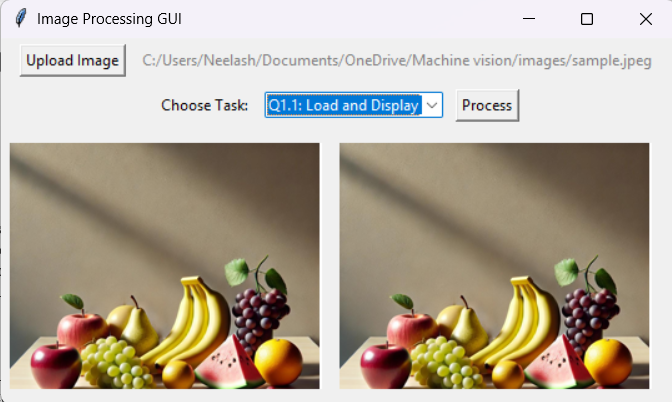 Image Processing GUI
Upload Image C:/Users/Neelash/Documents/OneDrive/Machine vision/images/sample.jpeg
Choose Task: Q1.1: Load and Display Process